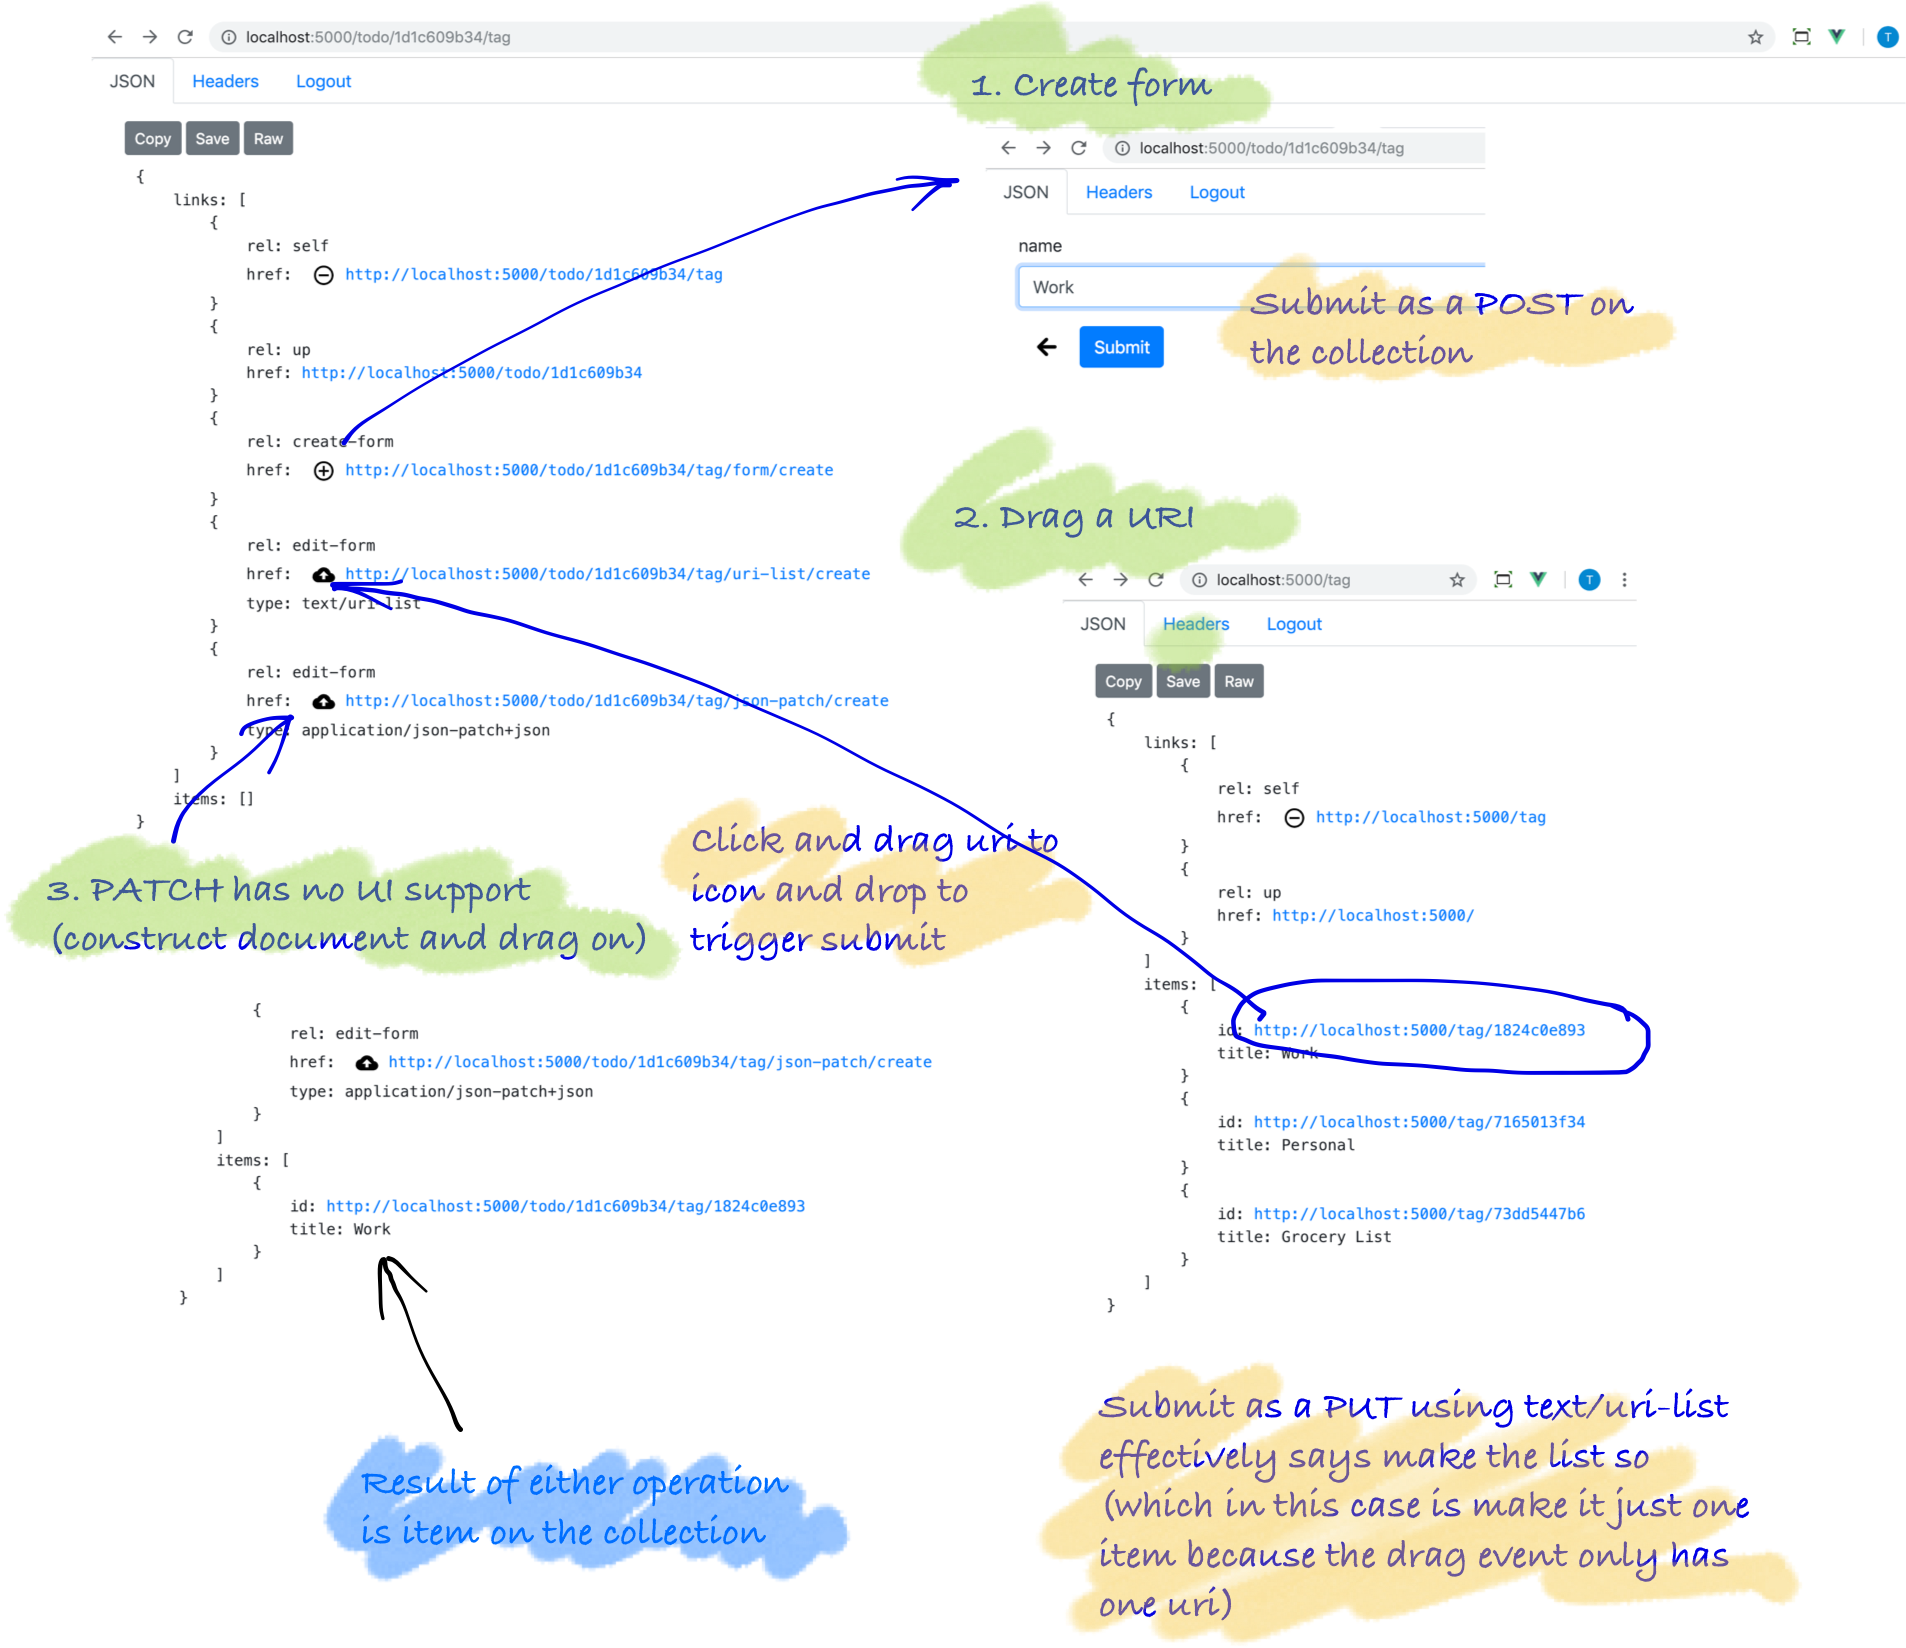 localhost:5000/todo/1d1c609b34/tag
T
JSON Headers Logout
Copy Save Raw
{
links: [
{
rel: self
href: http://localhost:5000/todo/1d1c609b34/tag
}
{
rel: up
href: http://localhost:5000/todo/1d1c609b34
}
{
rel: create-form
href: http://localhost:5000/todo/1d1c609b34/tag/form/create
}
{
rel: edit-form
href: http://localhost:5000/todo/1d1c609b34/tag/uri-list/create
type: text/uri-list
}
{
rel: edit-form
href: http://localhost:5000/todo/1d1c609b34/tag/json-patch/create
type: application/json-patch+json
}
]
items: []
}
1. Create form
localhost:5000/todo/1d1c609b34/tag
JSON Headers Logout
name
Work
Submit
Submit as a POST on
the collection
2. Drag a URI
localhost:5000/tag
T
JSON Headers Logout
Copy Save Raw
{
links: [
{
rel: self
href: http://localhost:5000/tag
}
{
rel: up
href: http://localhost:5000/
}
]
items: [
{
id: http://localhost:5000/tag/1824c0e893
title: Work
}
{
id: http://localhost:5000/tag/7165013f34
title: Personal
}
{
id: http://localhost:5000/tag/73dd5447b6
title: Grocery List
}
]
}
Click and drag uri to
icon and drop to
trigger submit
3. PATCH has no UI support
(construct document and drag on)
{
rel: edit-form
href: http://localhost:5000/todo/1d1c609b34/tag/json-patch/create
type: application/json-patch+json
}
]
items: [
{
id: http://localhost:5000/todo/1d1c609b34/tag/1824c0e893
title: Work
}
]
}
Result of either operation
is item on the collection
Submit as a PUT using text/uri-list
effectively says make the list so
(which in this case is make it just one
item because the drag event only has
one uri)